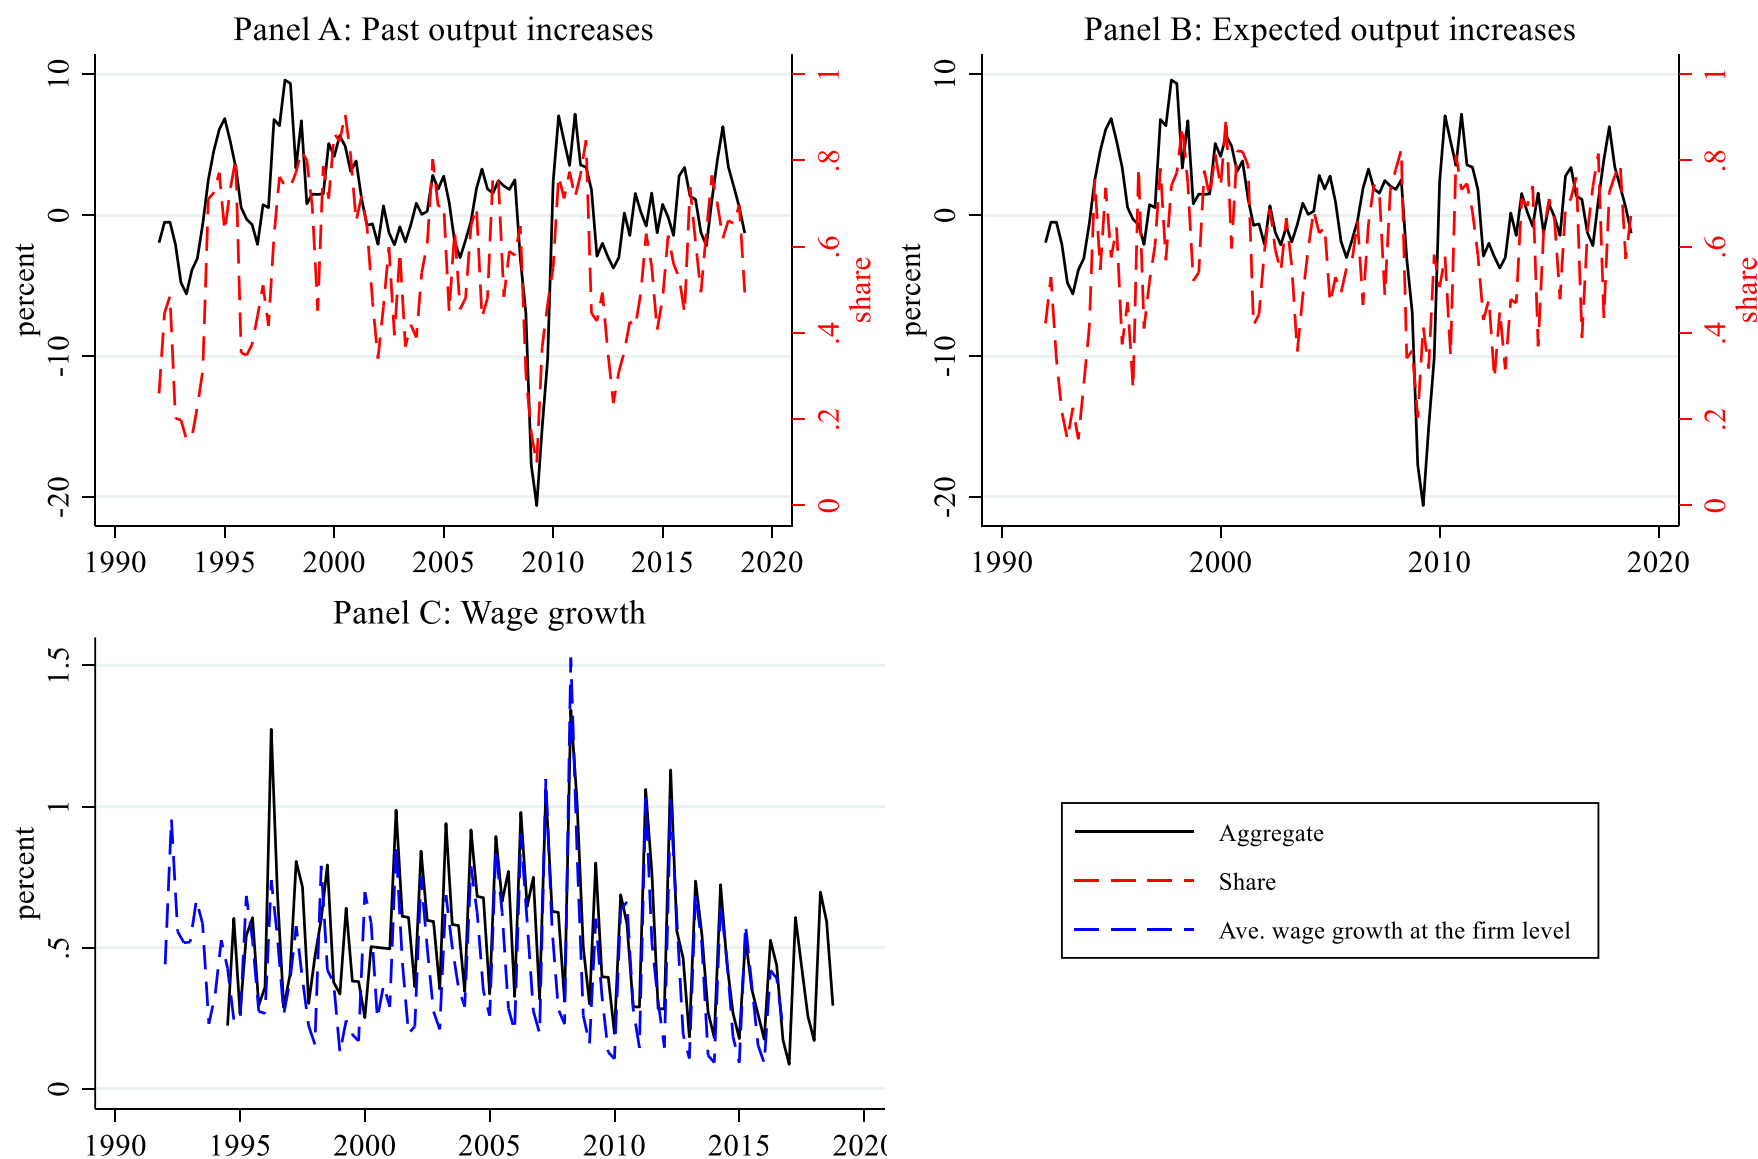 Panel A: Past output increases
10
0
-10
-20
percent
1
.8
.6
.4
.2
0
share
1990 1995 2000 2005 2010 2015 2020
Panel B: Expected output increases
10
0
-10
-20
percent
1
.8
.6
.4
.2
0
share
1990 2000 2010 2020
Panel C: Wage growth
1.5
1
.5
0
percent
1990 1995 2000 2005 2010 2015 2020
Aggregate
Share
Ave. wage growth at the firm level